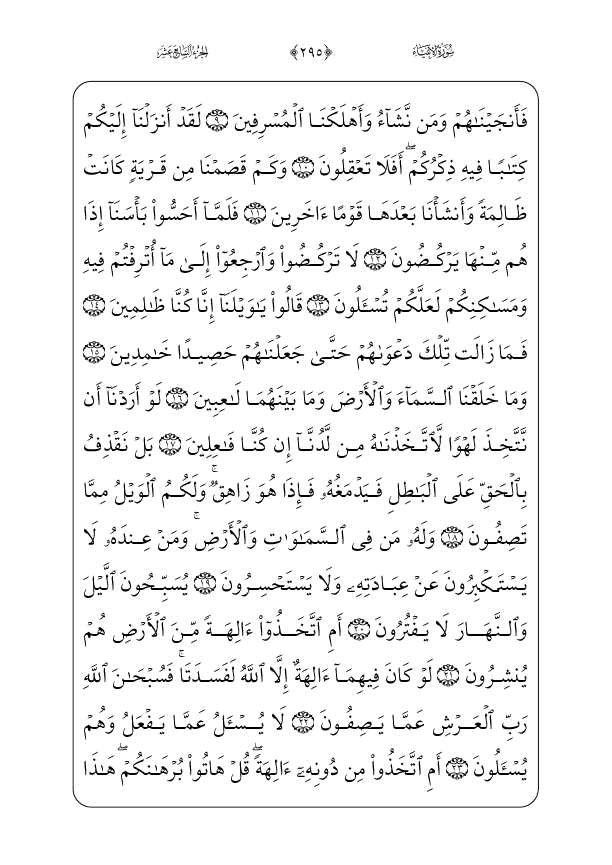 سُورَةُ الأَنْبِيَاءِ ﴿٢٩٥﴾ الجُزْءُ السَّابِعَ عَشَرَ
فَأَنجَيْنَٰهُمْ وَمَن نَّشَآءُ وَأَهْلَكْنَا ٱلْمُسْرِفِينَ ٩ لَقَدْ أَنزَلْنَآ إِلَيْكُمْ
كِتَٰبًا فِيهِ ذِكْرُكُمْۖ أَفَلَا تَعْقِلُونَ ١٠ وَكَمْ قَصَمْنَا مِن قَرْيَةٍ كَانَتْ
ظَالِمَةً وَأَنشَأْنَا بَعْدَهَا قَوْمًا ءَاخَرِينَ ١١ فَلَمَّآ أَحَسُّوا۟ بَأْسَنَآ إِذَا
هُم مِّنْهَا يَرْكُضُونَ ١٢ لَا تَرْكُضُوا۟ وَٱرْجِعُوٓا۟ إِلَىٰ مَآ أُتْرِفْتُمْ فِيهِ
وَمَسَٰكِنِكُمْ لَعَلَّكُمْ تُسْـَٔلُونَ ١٣ قَالُوا۟ يَٰوَيْلَنَآ إِنَّا كُنَّا ظَٰلِمِينَ ١٤
فَمَا زَالَت تِّلْكَ دَعْوَىٰهُمْ حَتَّىٰ جَعَلْنَٰهُمْ حَصِيدًا خَٰمِدِينَ ١٥
وَمَا خَلَقْنَا ٱلسَّمَآءَ وَٱلْأَرْضَ وَمَا بَيْنَهُمَا لَٰعِبِينَ ١٦ لَوْ أَرَدْنَآ أَن
نَّتَّخِذَ لَهْوًا لَّٱتَّخَذْنَٰهُ مِن لَّدُنَّآ إِن كُنَّا فَٰعِلِينَ ١٧ بَلْ نَقْذِفُ
بِٱلْحَقِّ عَلَى ٱلْبَٰطِلِ فَيَدْمَغُهُۥ فَإِذَا هُوَ زَاهِقٌۚ وَلَكُمُ ٱلْوَيْلُ مِمَّا
تَصِفُونَ ١٨ وَلَهُۥ مَن فِى ٱلسَّمَٰوَٰتِ وَٱلْأَرْضِۚ وَمَنْ عِندَهُۥ لَا
يَسْتَكْبِرُونَ عَنْ عِبَادَتِهِۦ وَلَا يَسْتَحْسِرُونَ ١٩ يُسَبِّحُونَ ٱلَّيْلَ
وَٱلنَّهَارَ لَا يَفْتُرُونَ ٢٠ أَمِ ٱتَّخَذُوٓا۟ ءَالِهَةً مِّنَ ٱلْأَرْضِ هُمْ
يُنشِرُونَ ٢١ لَوْ كَانَ فِيهِمَآ ءَالِهَةٌ إِلَّا ٱللَّهُ لَفَسَدَتَاۚ فَسُبْحَٰنَ ٱللَّهِ
رَبِّ ٱلْعَرْشِ عَمَّا يَصِفُونَ ٢٢ لَا يُسْـَٔلُ عَمَّا يَفْعَلُ وَهُمْ
يُسْـَٔلُونَ ٢٣ أَمِ ٱتَّخَذُوا۟ مِن دُونِهِۦٓ ءَالِهَةًۖ قُلْ هَاتُوا۟ بُرْهَٰنَكُمْۖ هَٰذَا